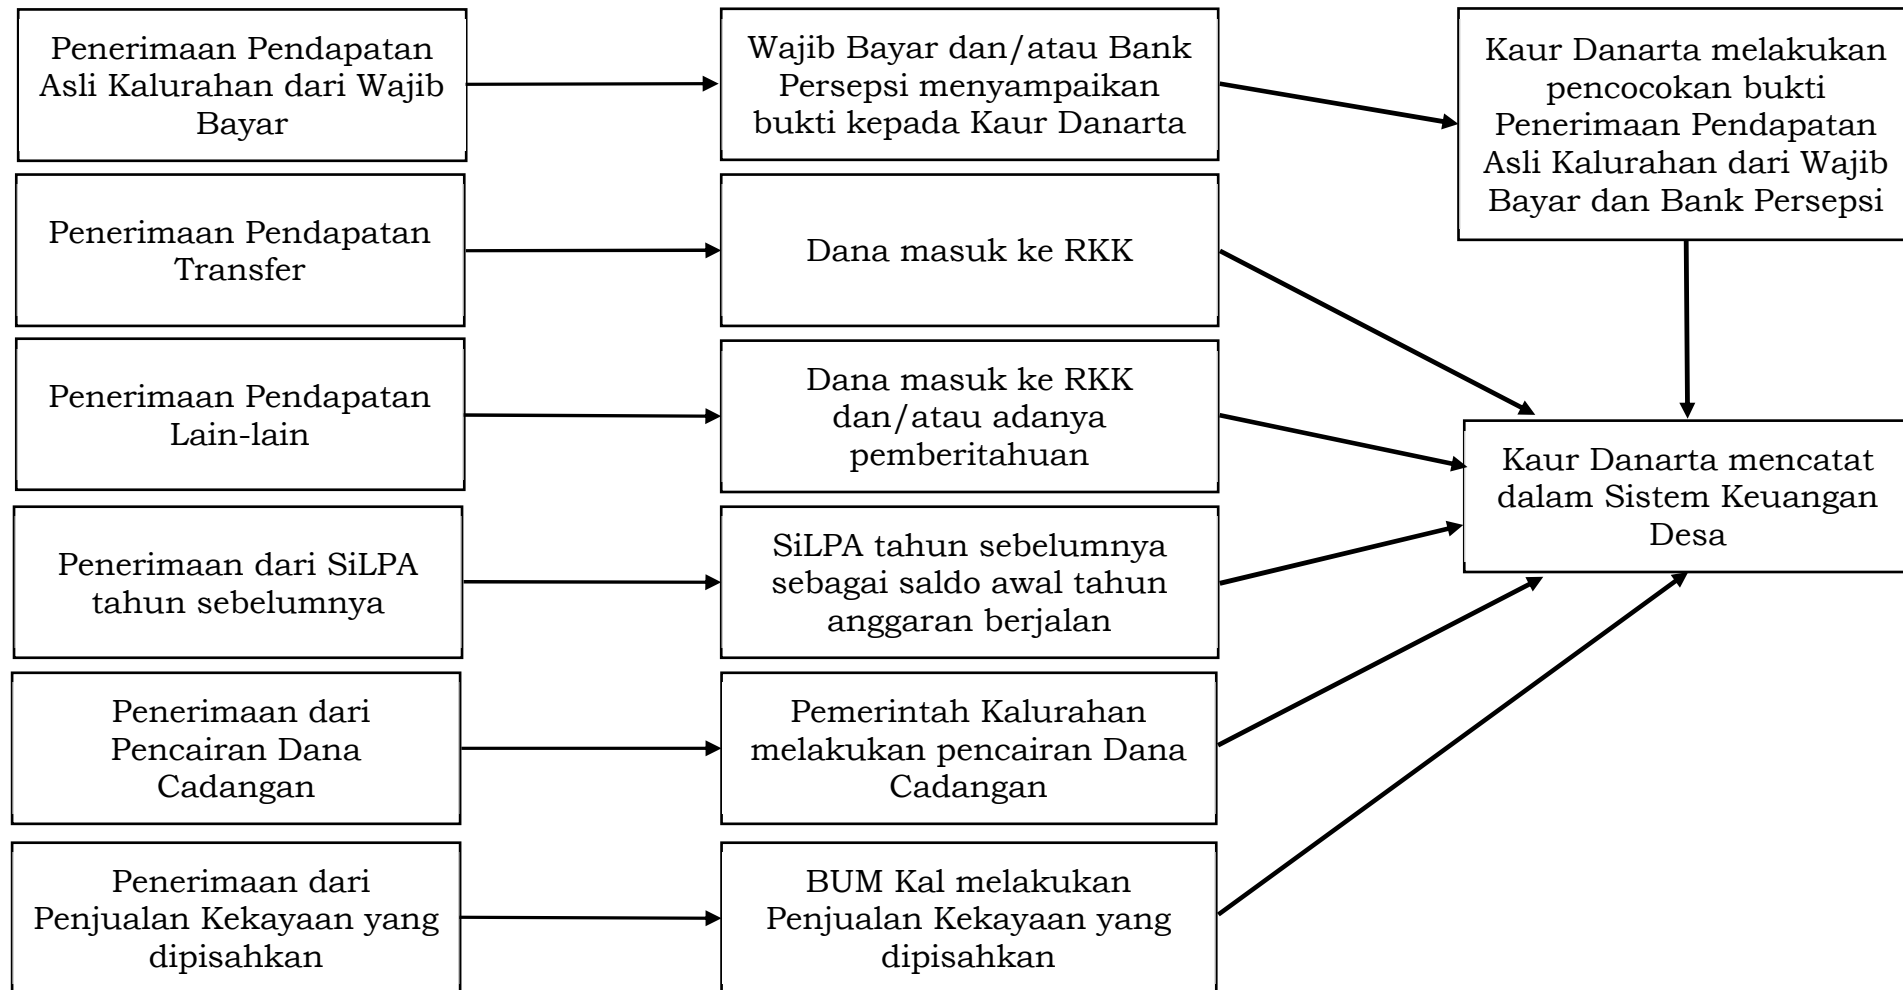 Penerimaan Pendapatan
Asli Kalurahan dari Wajib
Bayar
Wajib Bayar dan/atau Bank
Persepsi menyampaikan
bukti kepada Kaur Danarta
Kaur Danarta melakukan
pencocokan bukti
Penerimaan Pendapatan
Asli Kalurahan dari Wajib
Bayar dan Bank Persepsi
Penerimaan Pendapatan
Transfer
Dana masuk ke RKK
Penerimaan Pendapatan
Lain-lain
Dana masuk ke RKK
dan/atau adanya
pemberitahuan
Kaur Danarta mencatat
dalam Sistem Keuangan
Desa
Penerimaan dari SiLPA
tahun sebelumnya
SiLPA tahun sebelumnya
sebagai saldo awal tahun
anggaran berjalan
Penerimaan dari
Pencairan Dana
Cadangan
Pemerintah Kalurahan
melakukan pencairan Dana
Cadangan
Penerimaan dari
Penjualan Kekayaan yang
dipisahkan
BUM Kal melakukan
Penjualan Kekayaan yang
dipisahkan